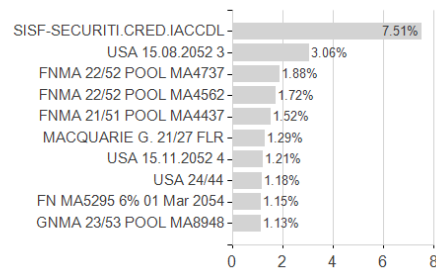 SISF-SECURITI.CRED.IACCDL 7.51%
USA 15.08.2052 3 3.06%
FNMA 22/52 POOL MA4737 1.88%
FNMA 22/52 POOL MA4562 1.72%
FNMA 21/51 POOL MA4437 1.52%
MACQUARIE G. 21/27 FLR 1.29%
USA 15.11.2052 4 1.21%
USA 24/44 1.18%
FN MA5295 6% 01 Mar 2054 1.15%
GNMA 23/53 POOL MA8948 1.13%
0 2 4 6 8